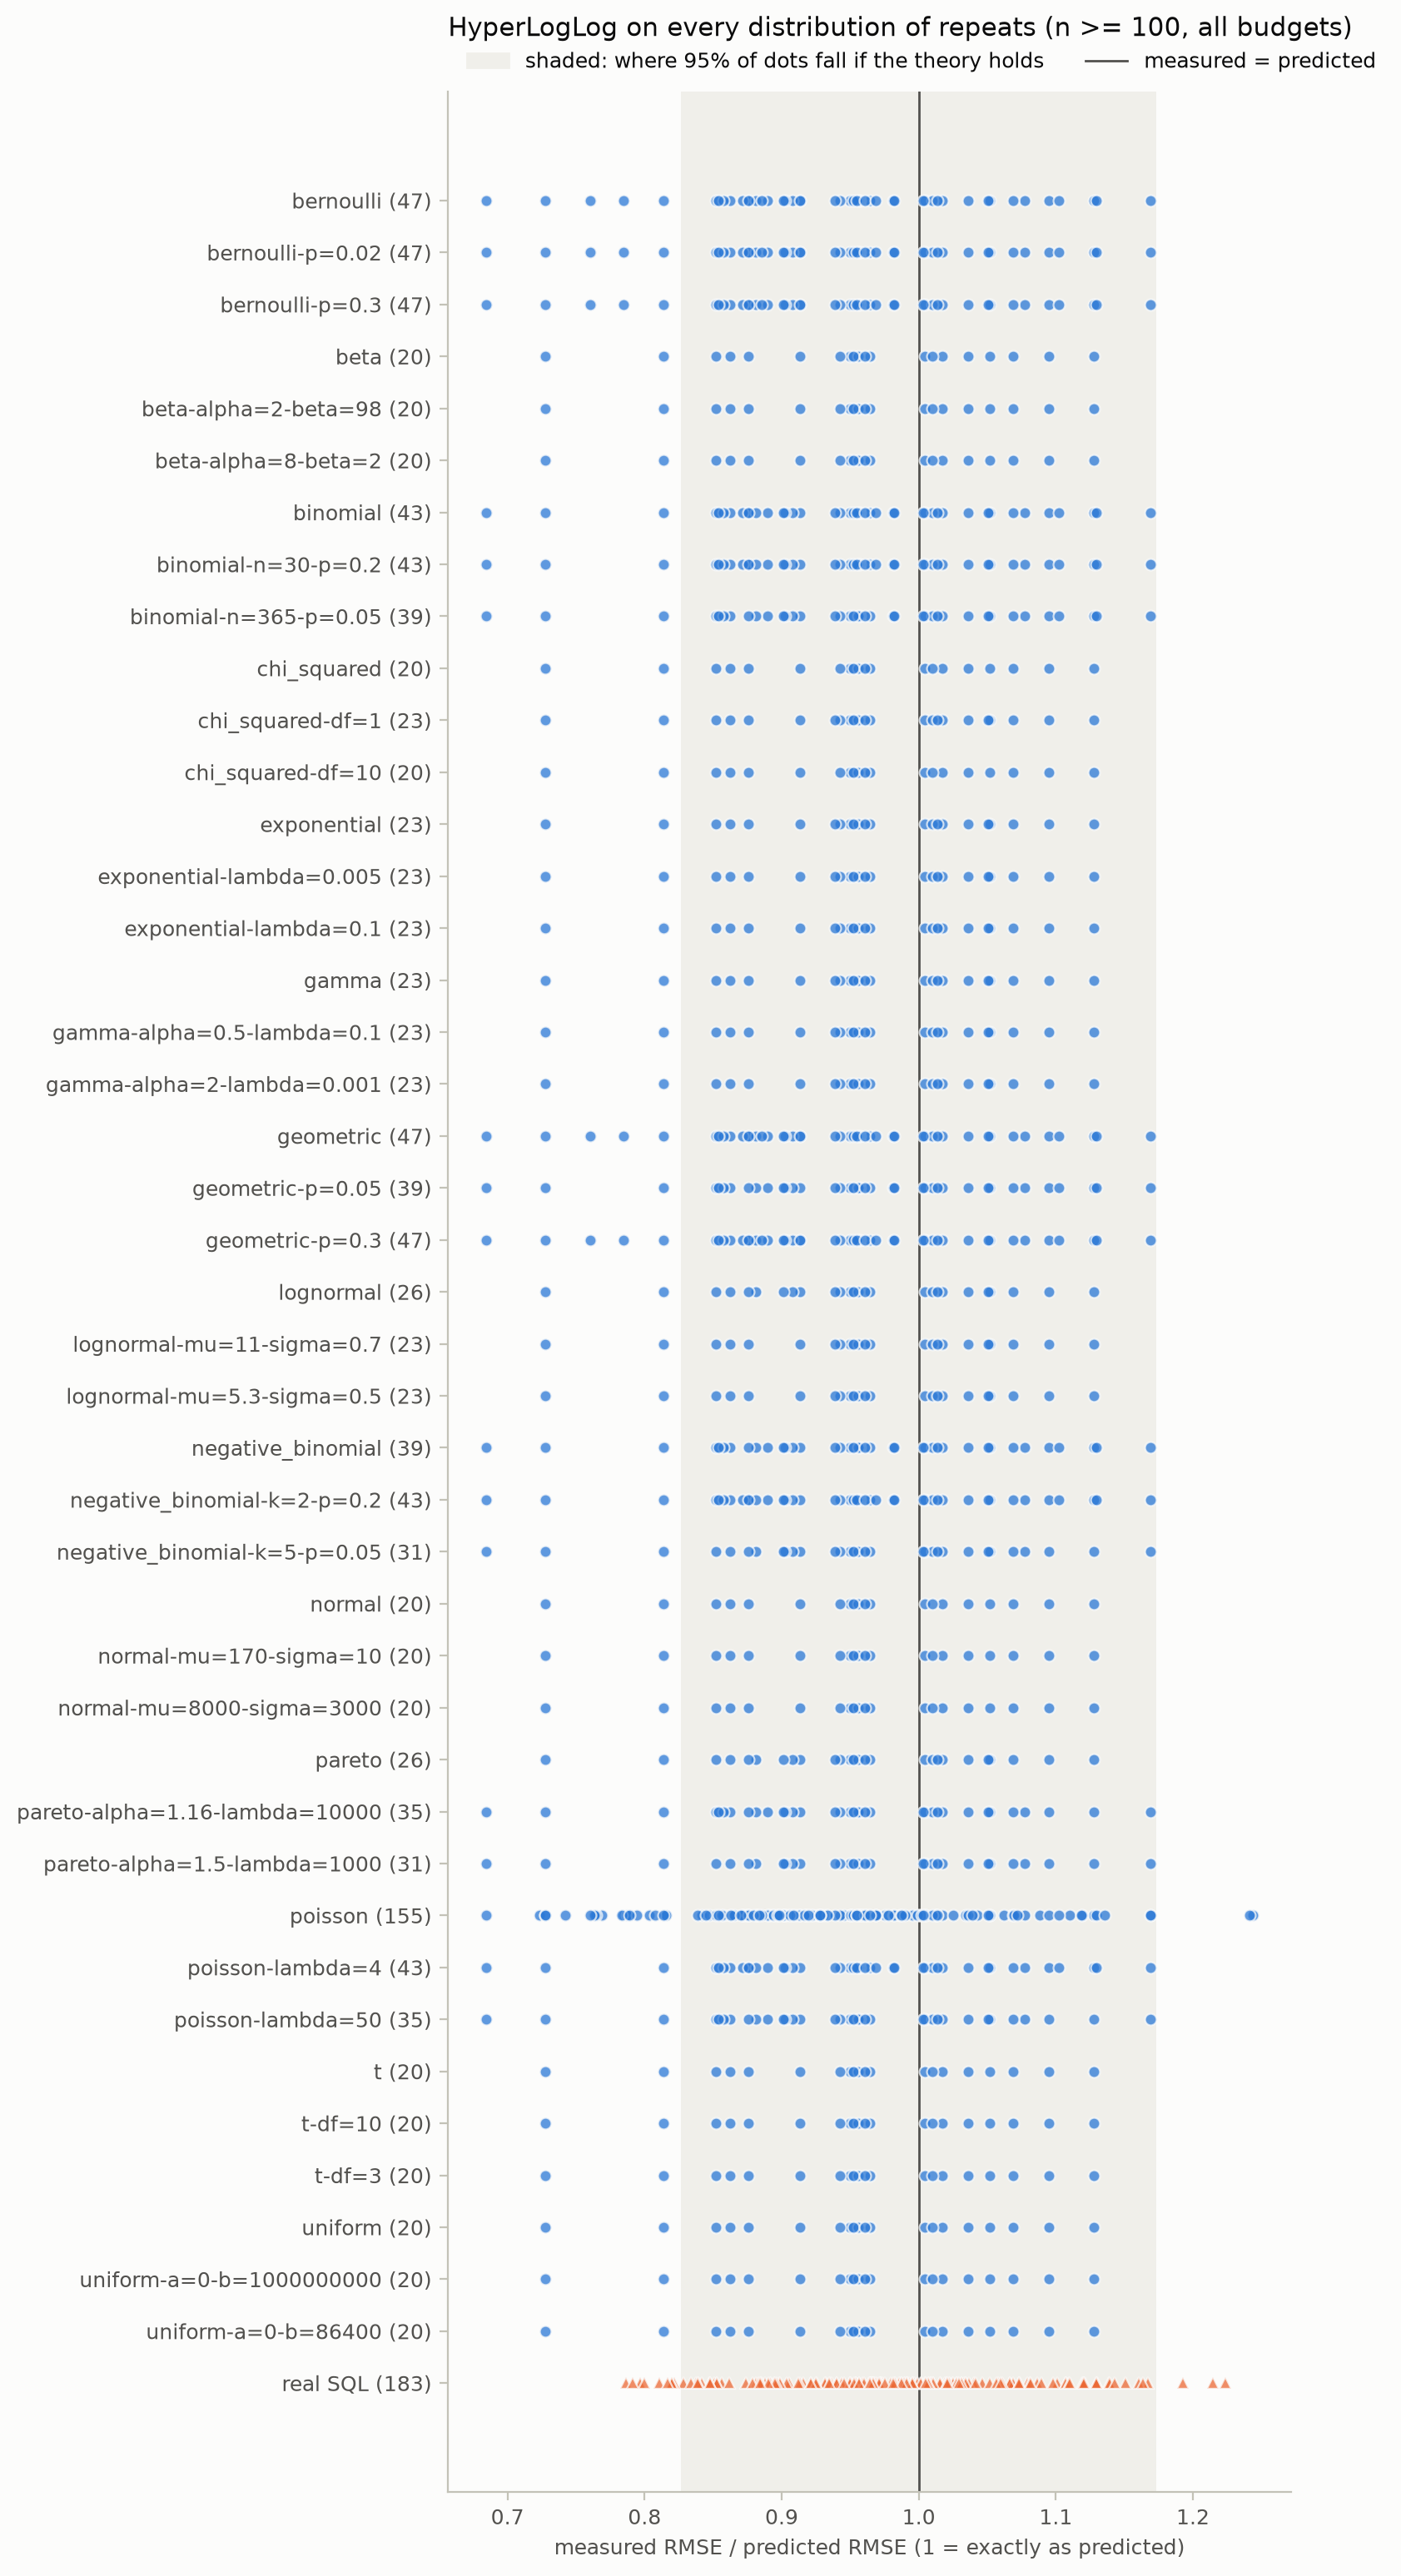 HyperLogLog on every distribution of repeats (n >= 100, all budgets)
shaded: where 95% of dots fall if the theory holds
measured = predicted
bernoulli (47)
bernoulli-p=0.02 (47)
bernoulli-p=0.3 (47)
beta (20)
beta-alpha=2-beta=98 (20)
beta-alpha=8-beta=2 (20)
binomial (43)
binomial-n=30-p=0.2 (43)
binomial-n=365-p=0.05 (39)
chi_squared (20)
chi_squared-df=1 (23)
chi_squared-df=10 (20)
exponential (23)
exponential-lambda=0.005 (23)
exponential-lambda=0.1 (23)
gamma (23)
gamma-alpha=0.5-lambda=0.1 (23)
gamma-alpha=2-lambda=0.001 (23)
geometric (47)
geometric-p=0.05 (39)
geometric-p=0.3 (47)
lognormal (26)
lognormal-mu=11-sigma=0.7 (23)
lognormal-mu=5.3-sigma=0.5 (23)
negative_binomial (39)
negative_binomial-k=2-p=0.2 (43)
negative_binomial-k=5-p=0.05 (31)
normal (20)
normal-mu=170-sigma=10 (20)
normal-mu=8000-sigma=3000 (20)
pareto (26)
pareto-alpha=1.16-lambda=10000 (35)
pareto-alpha=1.5-lambda=1000 (31)
poisson (155)
poisson-lambda=4 (43)
poisson-lambda=50 (35)
t (20)
t-df=10 (20)
t-df=3 (20)
uniform (20)
uniform-a=0-b=1000000000 (20)
uniform-a=0-b=86400 (20)
real SQL (183)
0.7 0.8 0.9 1.0 1.1 1.2
measured RMSE / predicted RMSE (1 = exactly as predicted)